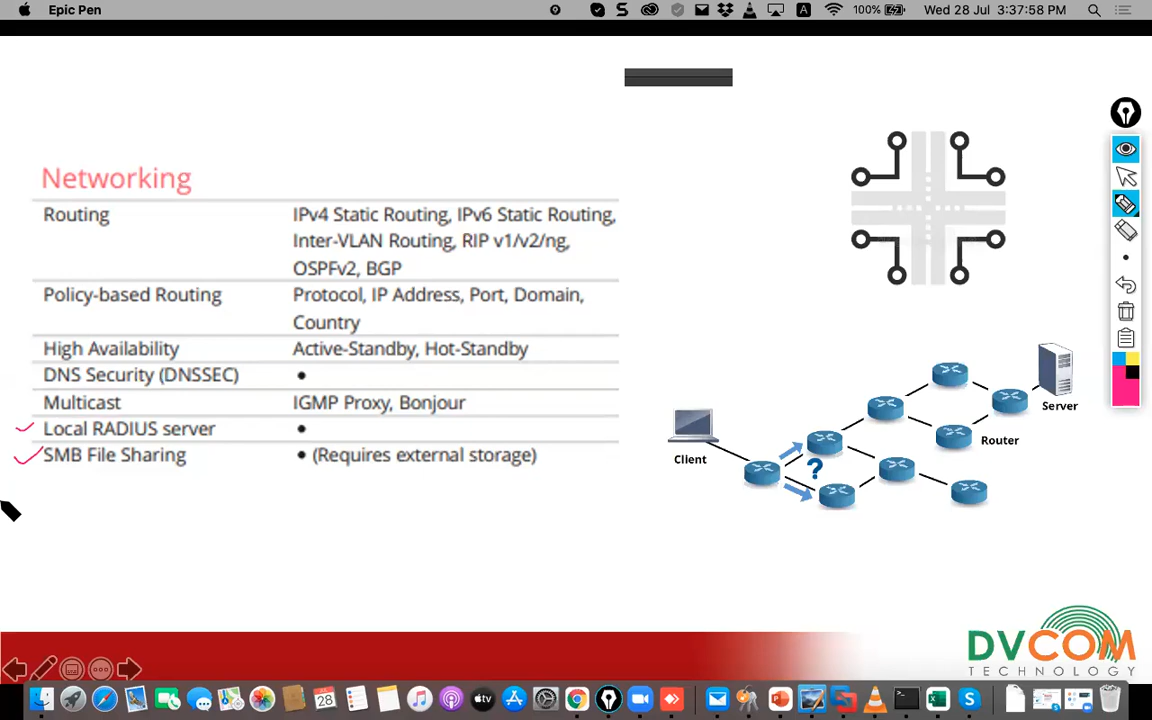 Epic Pen
100%
Wed 28 Jul 3:37:58 PM
Networking
Routing
IPv4 Static Routing, IPv6 Static Routing,
Inter-VLAN Routing, RIP v1/v2/ng,
OSPFv2, BGP
Policy-based Routing
Protocol, IP Address, Port, Domain,
Country
High Availability
Active-Standby, Hot-Standby
DNS Security (DNSSEC)
•
Multicast
IGMP Proxy, Bonjour
Local RADIUS server
•
SMB File Sharing
• (Requires external storage)
Client
?
Server
Router
DVCOM
TECHNOLOGY